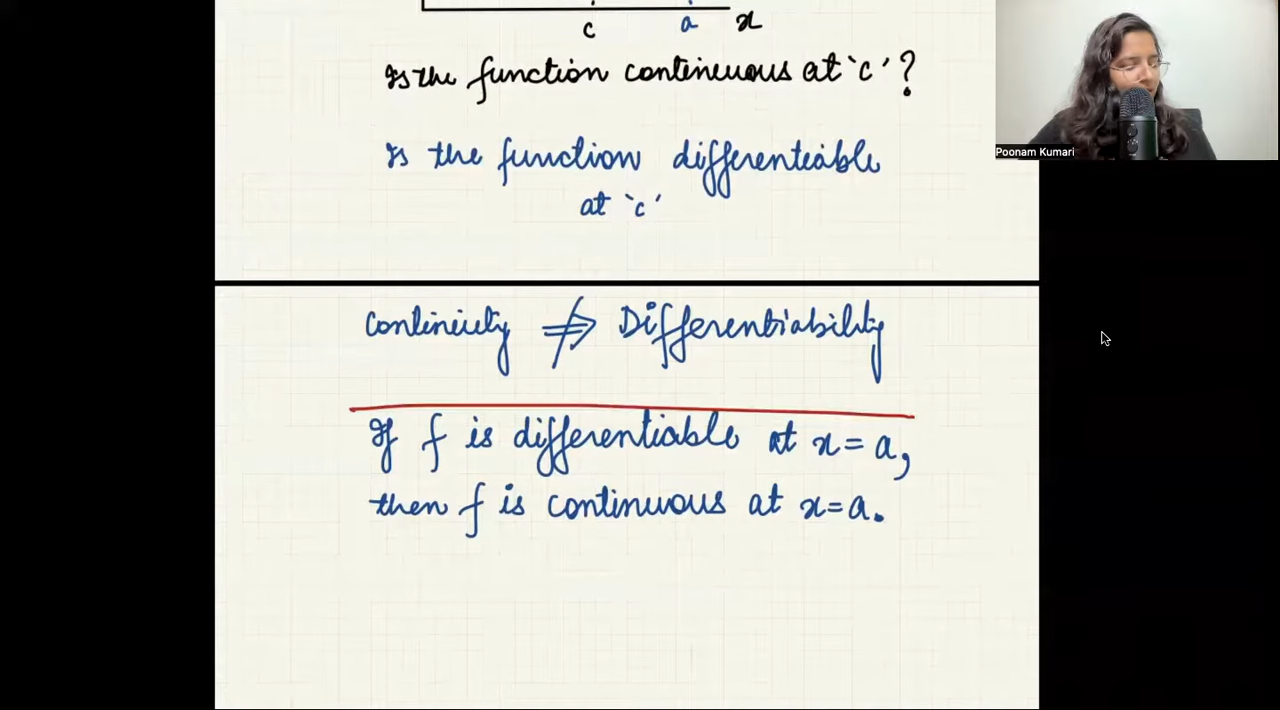 c a x
Is the function continuous at 'c' ?
Poonam Kumari
Is the function differentiable
at 'c'
Continuity ⇏ Differentiability
If f is differentiable at x = a,
then f is continuous at x = a.